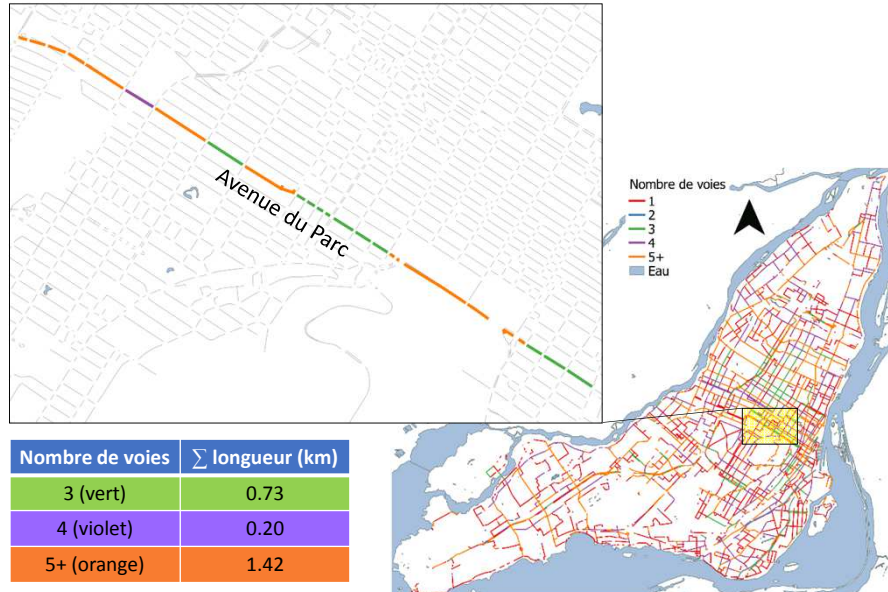 Avenue du Parc
Nombre de voies
1
2
3
4
5+
Eau
Nombre de voies ∑ longueur (km)
3 (vert) 0.73
4 (violet) 0.20
5+ (orange) 1.42